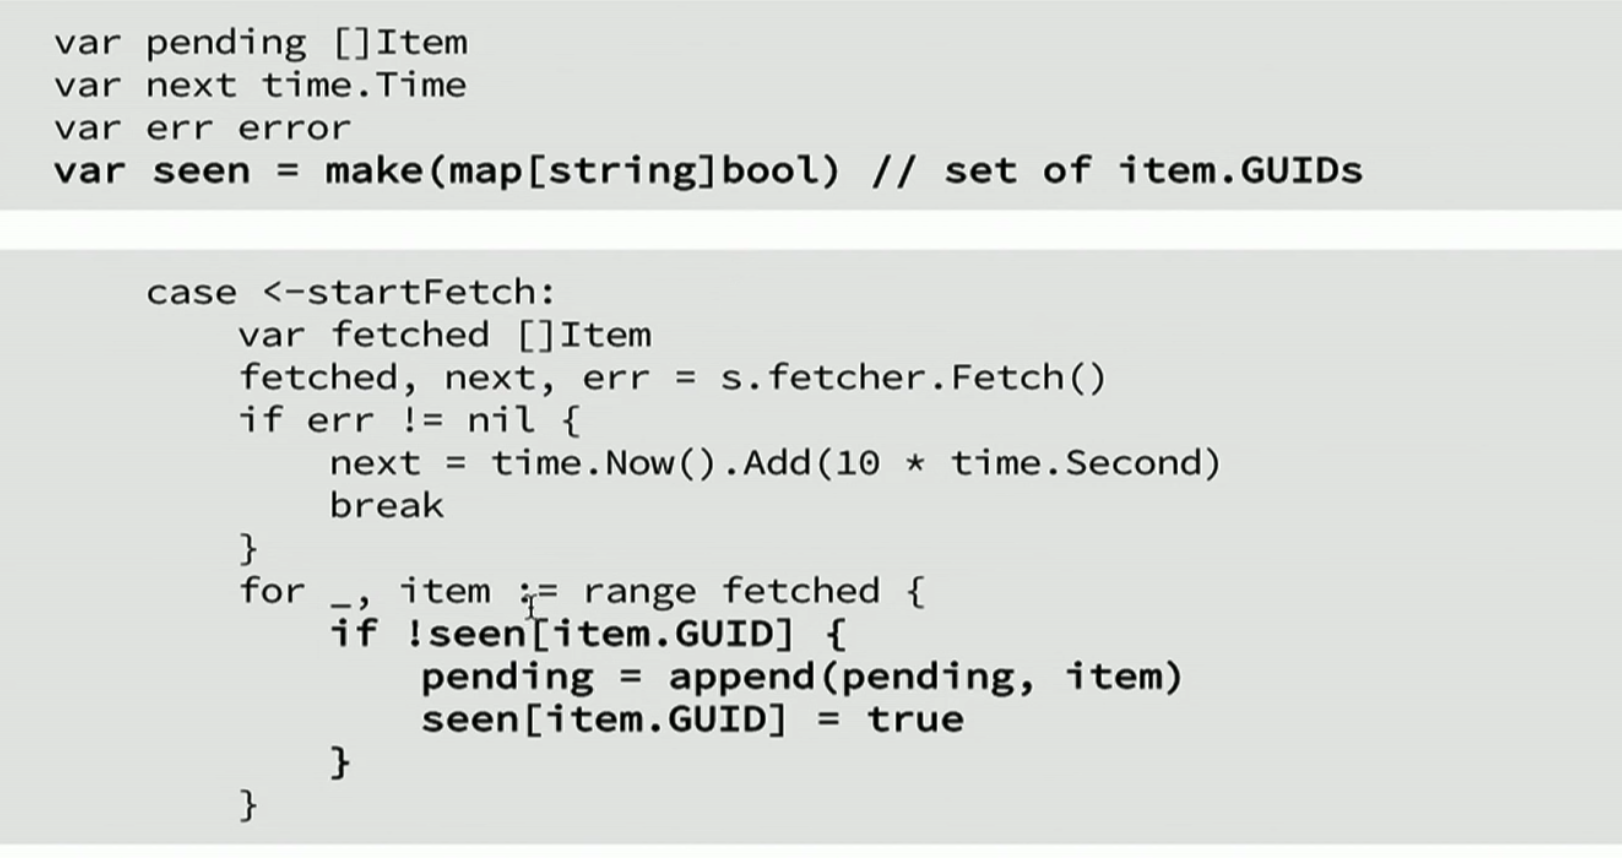 var pending []Item
var next time.Time
var err error
var seen = make(map[string]bool) // set of item.GUIDs
case <-startFetch:
var fetched []Item
fetched, next, err = s.fetcher.Fetch()
if err != nil {
next = time.Now().Add(10 * time.Second)
break
}
for _, item := range fetched {
if !seen[item.GUID] {
pending = append(pending, item)
seen[item.GUID] = true
}
}